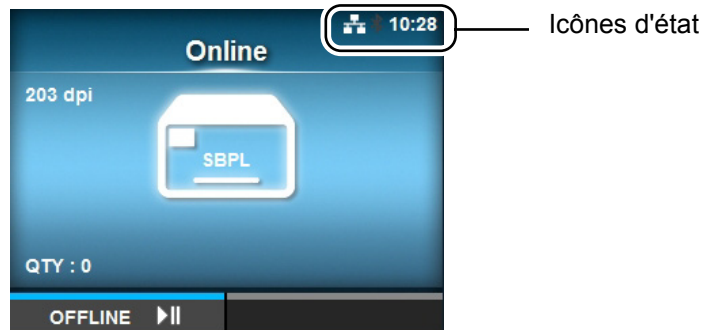 10:28
Icônes d'état
Online
203 dpi
SBPL
QTY : 0
OFFLINE